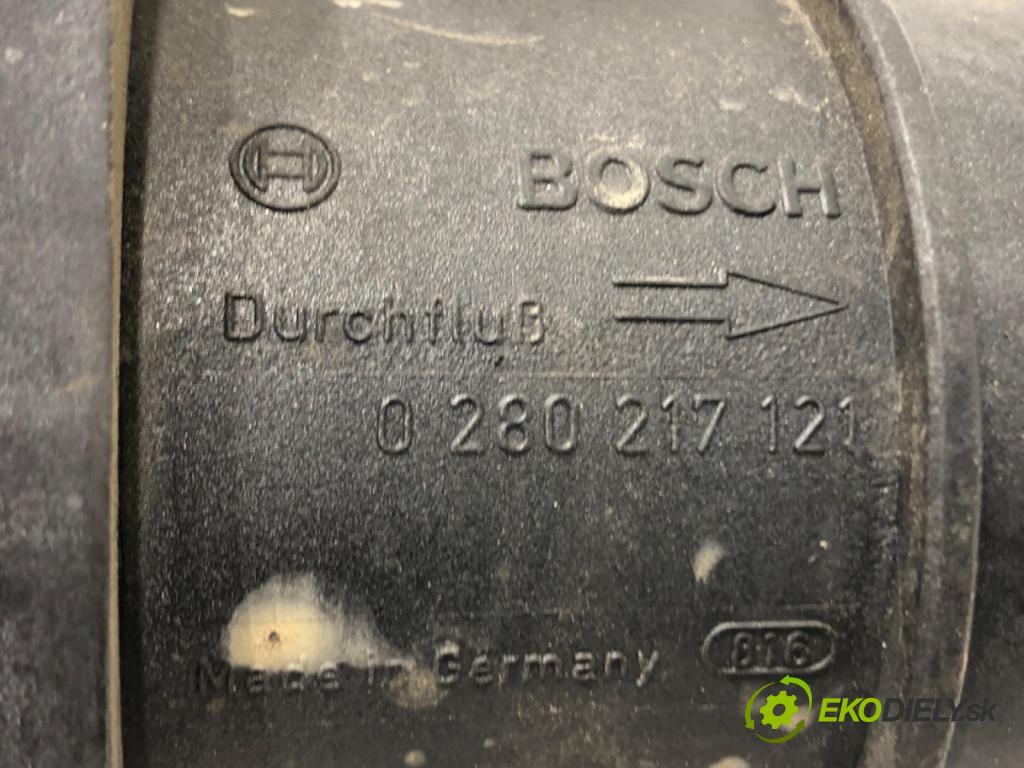 BOSCH
Durchfluß
0 280 217 121
Made in Germany 816
EKODIELY.sk